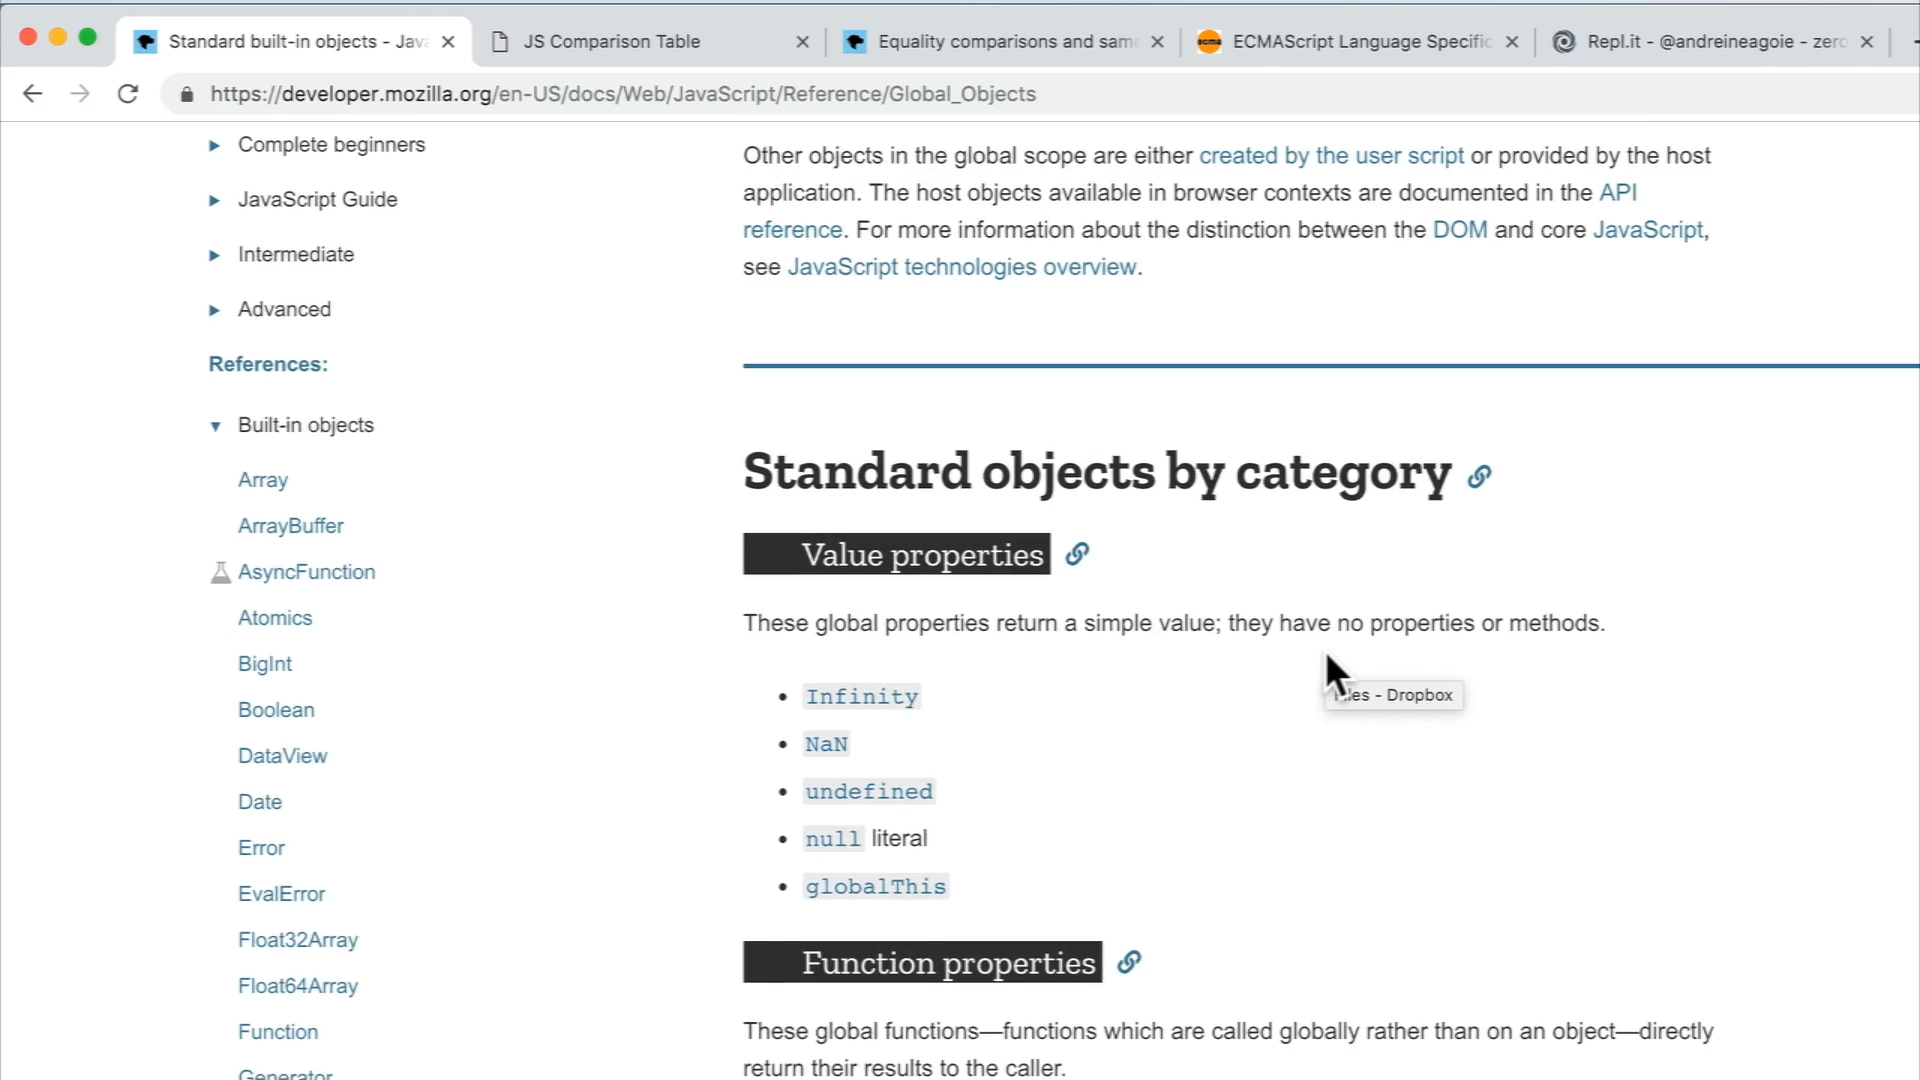 Standard built-in objects - Jav
JS Comparison Table
Equality comparisons and sam
ECMAScript Language Specific
Repl.it - @andreineagoie - zero
https://developer.mozilla.org/en-US/docs/Web/JavaScript/Reference/Global_Objects
Complete beginners
JavaScript Guide
Intermediate
Advanced
References:
Built-in objects
Array
ArrayBuffer
AsyncFunction
Atomics
BigInt
Boolean
DataView
Date
Error
EvalError
Float32Array
Float64Array
Function
Generator
Other objects in the global scope are either created by the user script or provided by the host
application. The host objects available in browser contexts are documented in the API
reference. For more information about the distinction between the DOM and core JavaScript,
see JavaScript technologies overview.
Standard objects by category
Value properties
These global properties return a simple value; they have no properties or methods.
- Dropbox
• Infinity
• NaN
• undefined
• null literal
• globalThis
Function properties
These global functions—functions which are called globally rather than on an object—directly
return their results to the caller.